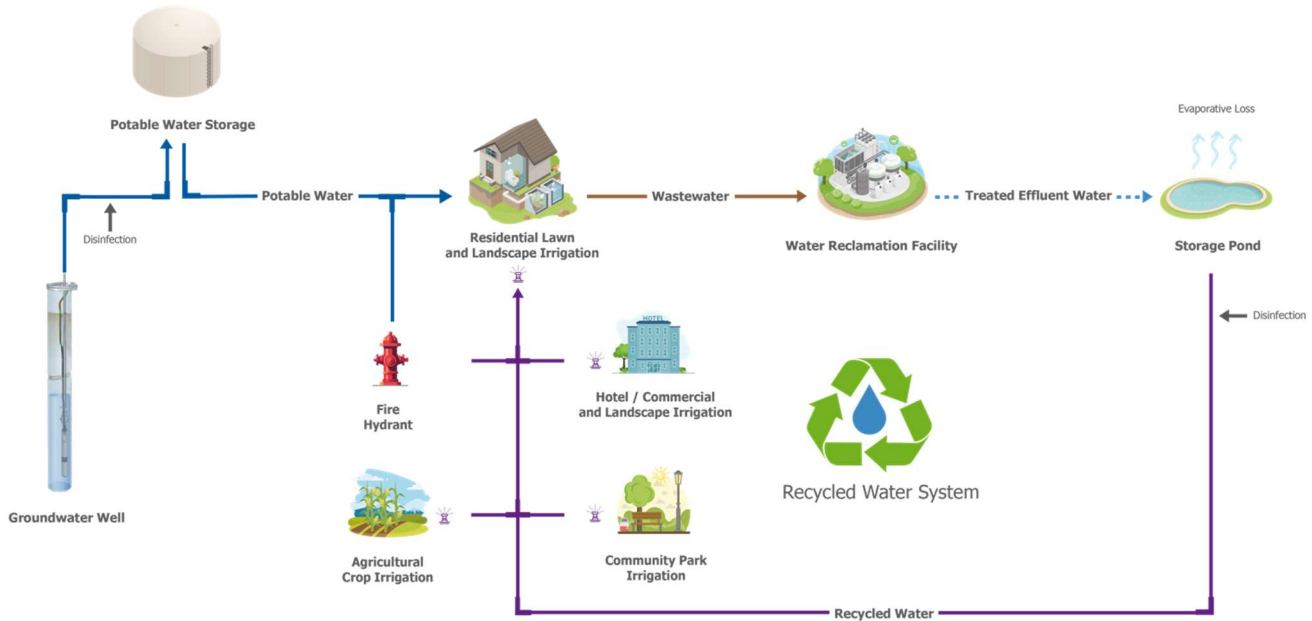 Potable Water Storage
Evaporative Loss
Potable Water
Wastewater
Treated Effluent Water
Disinfection
Residential Lawn
and Landscape Irrigation
Water Reclamation Facility
Storage Pond
Disinfection
HOTEL
Fire
Hydrant
Hotel / Commercial
and Landscape Irrigation
Recycled Water System
Groundwater Well
Agricultural
Crop Irrigation
Community Park
Irrigation
Recycled Water